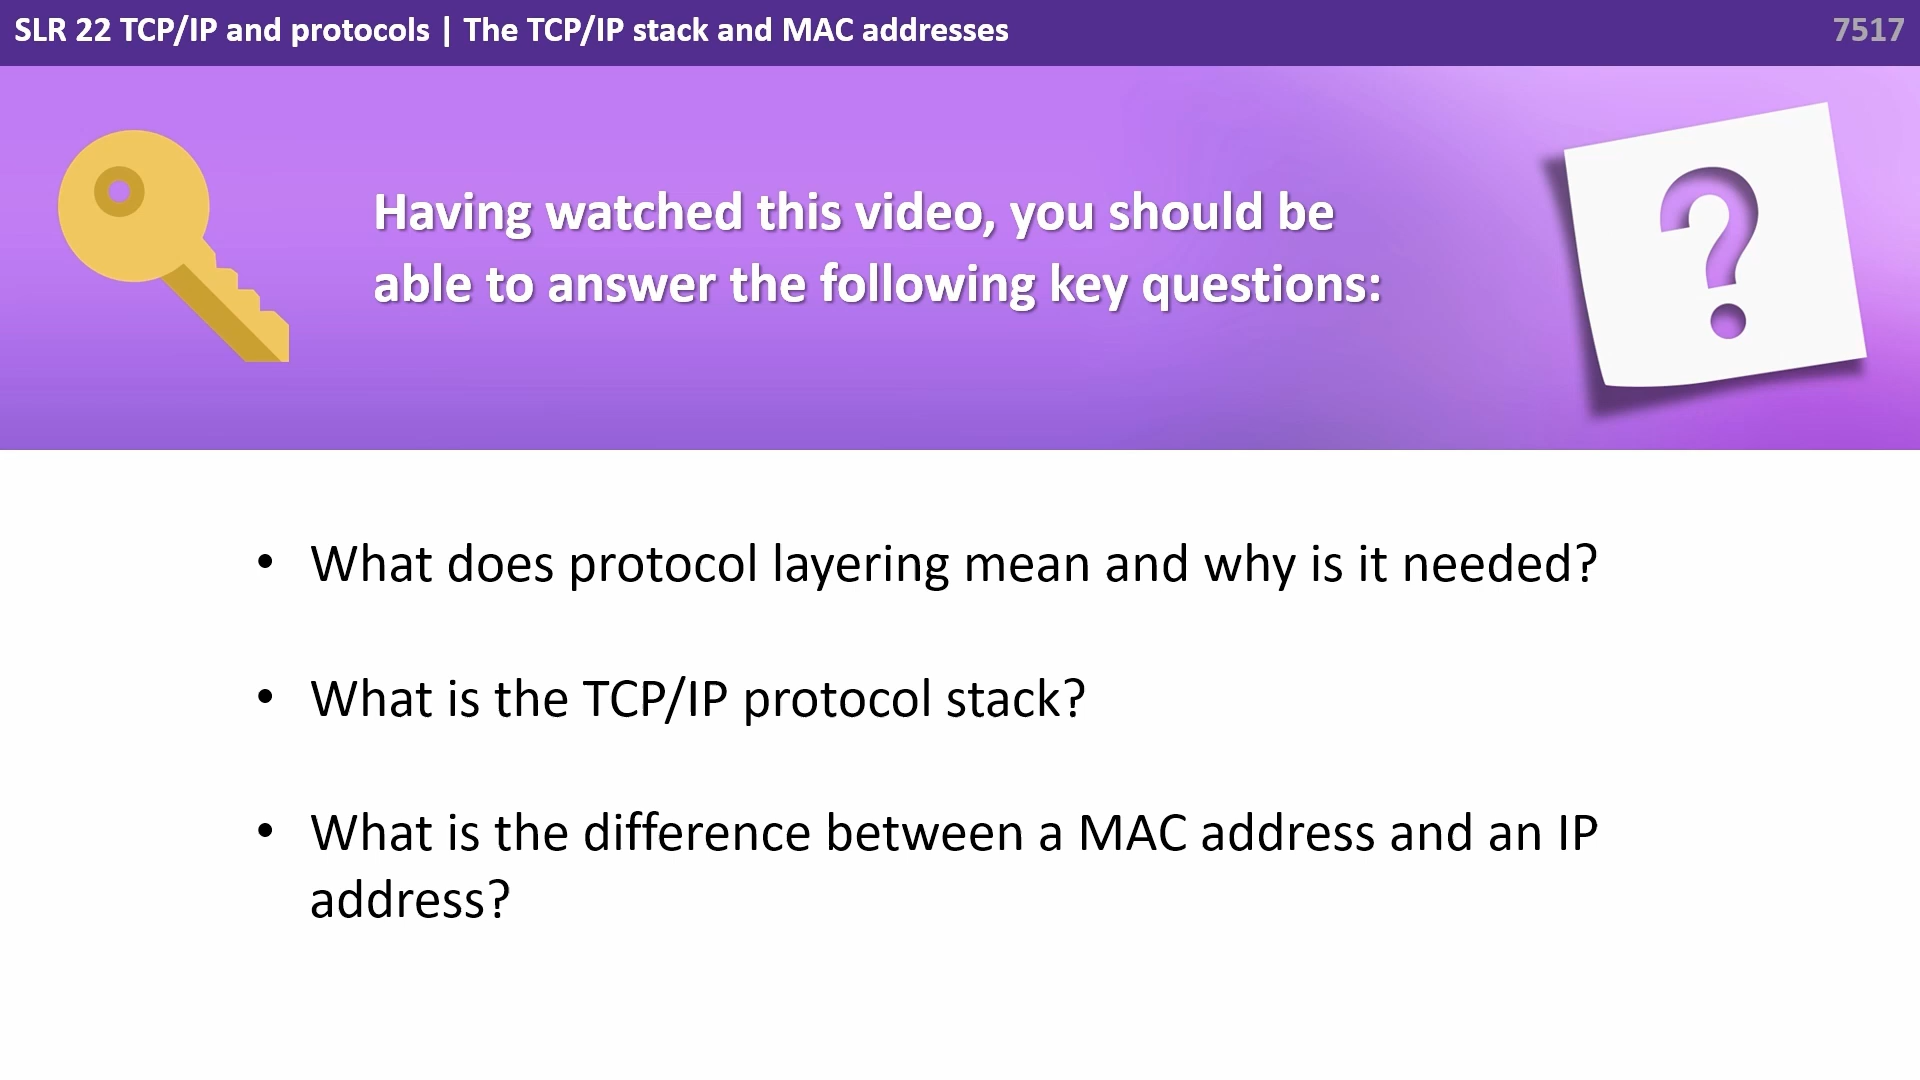 SLR 22 TCP/IP and protocols | The TCP/IP stack and MAC addresses
7517
Having watched this video, you should be
able to answer the following key questions:
?
• What does protocol layering mean and why is it needed?
• What is the TCP/IP protocol stack?
• What is the difference between a MAC address and an IP
address?